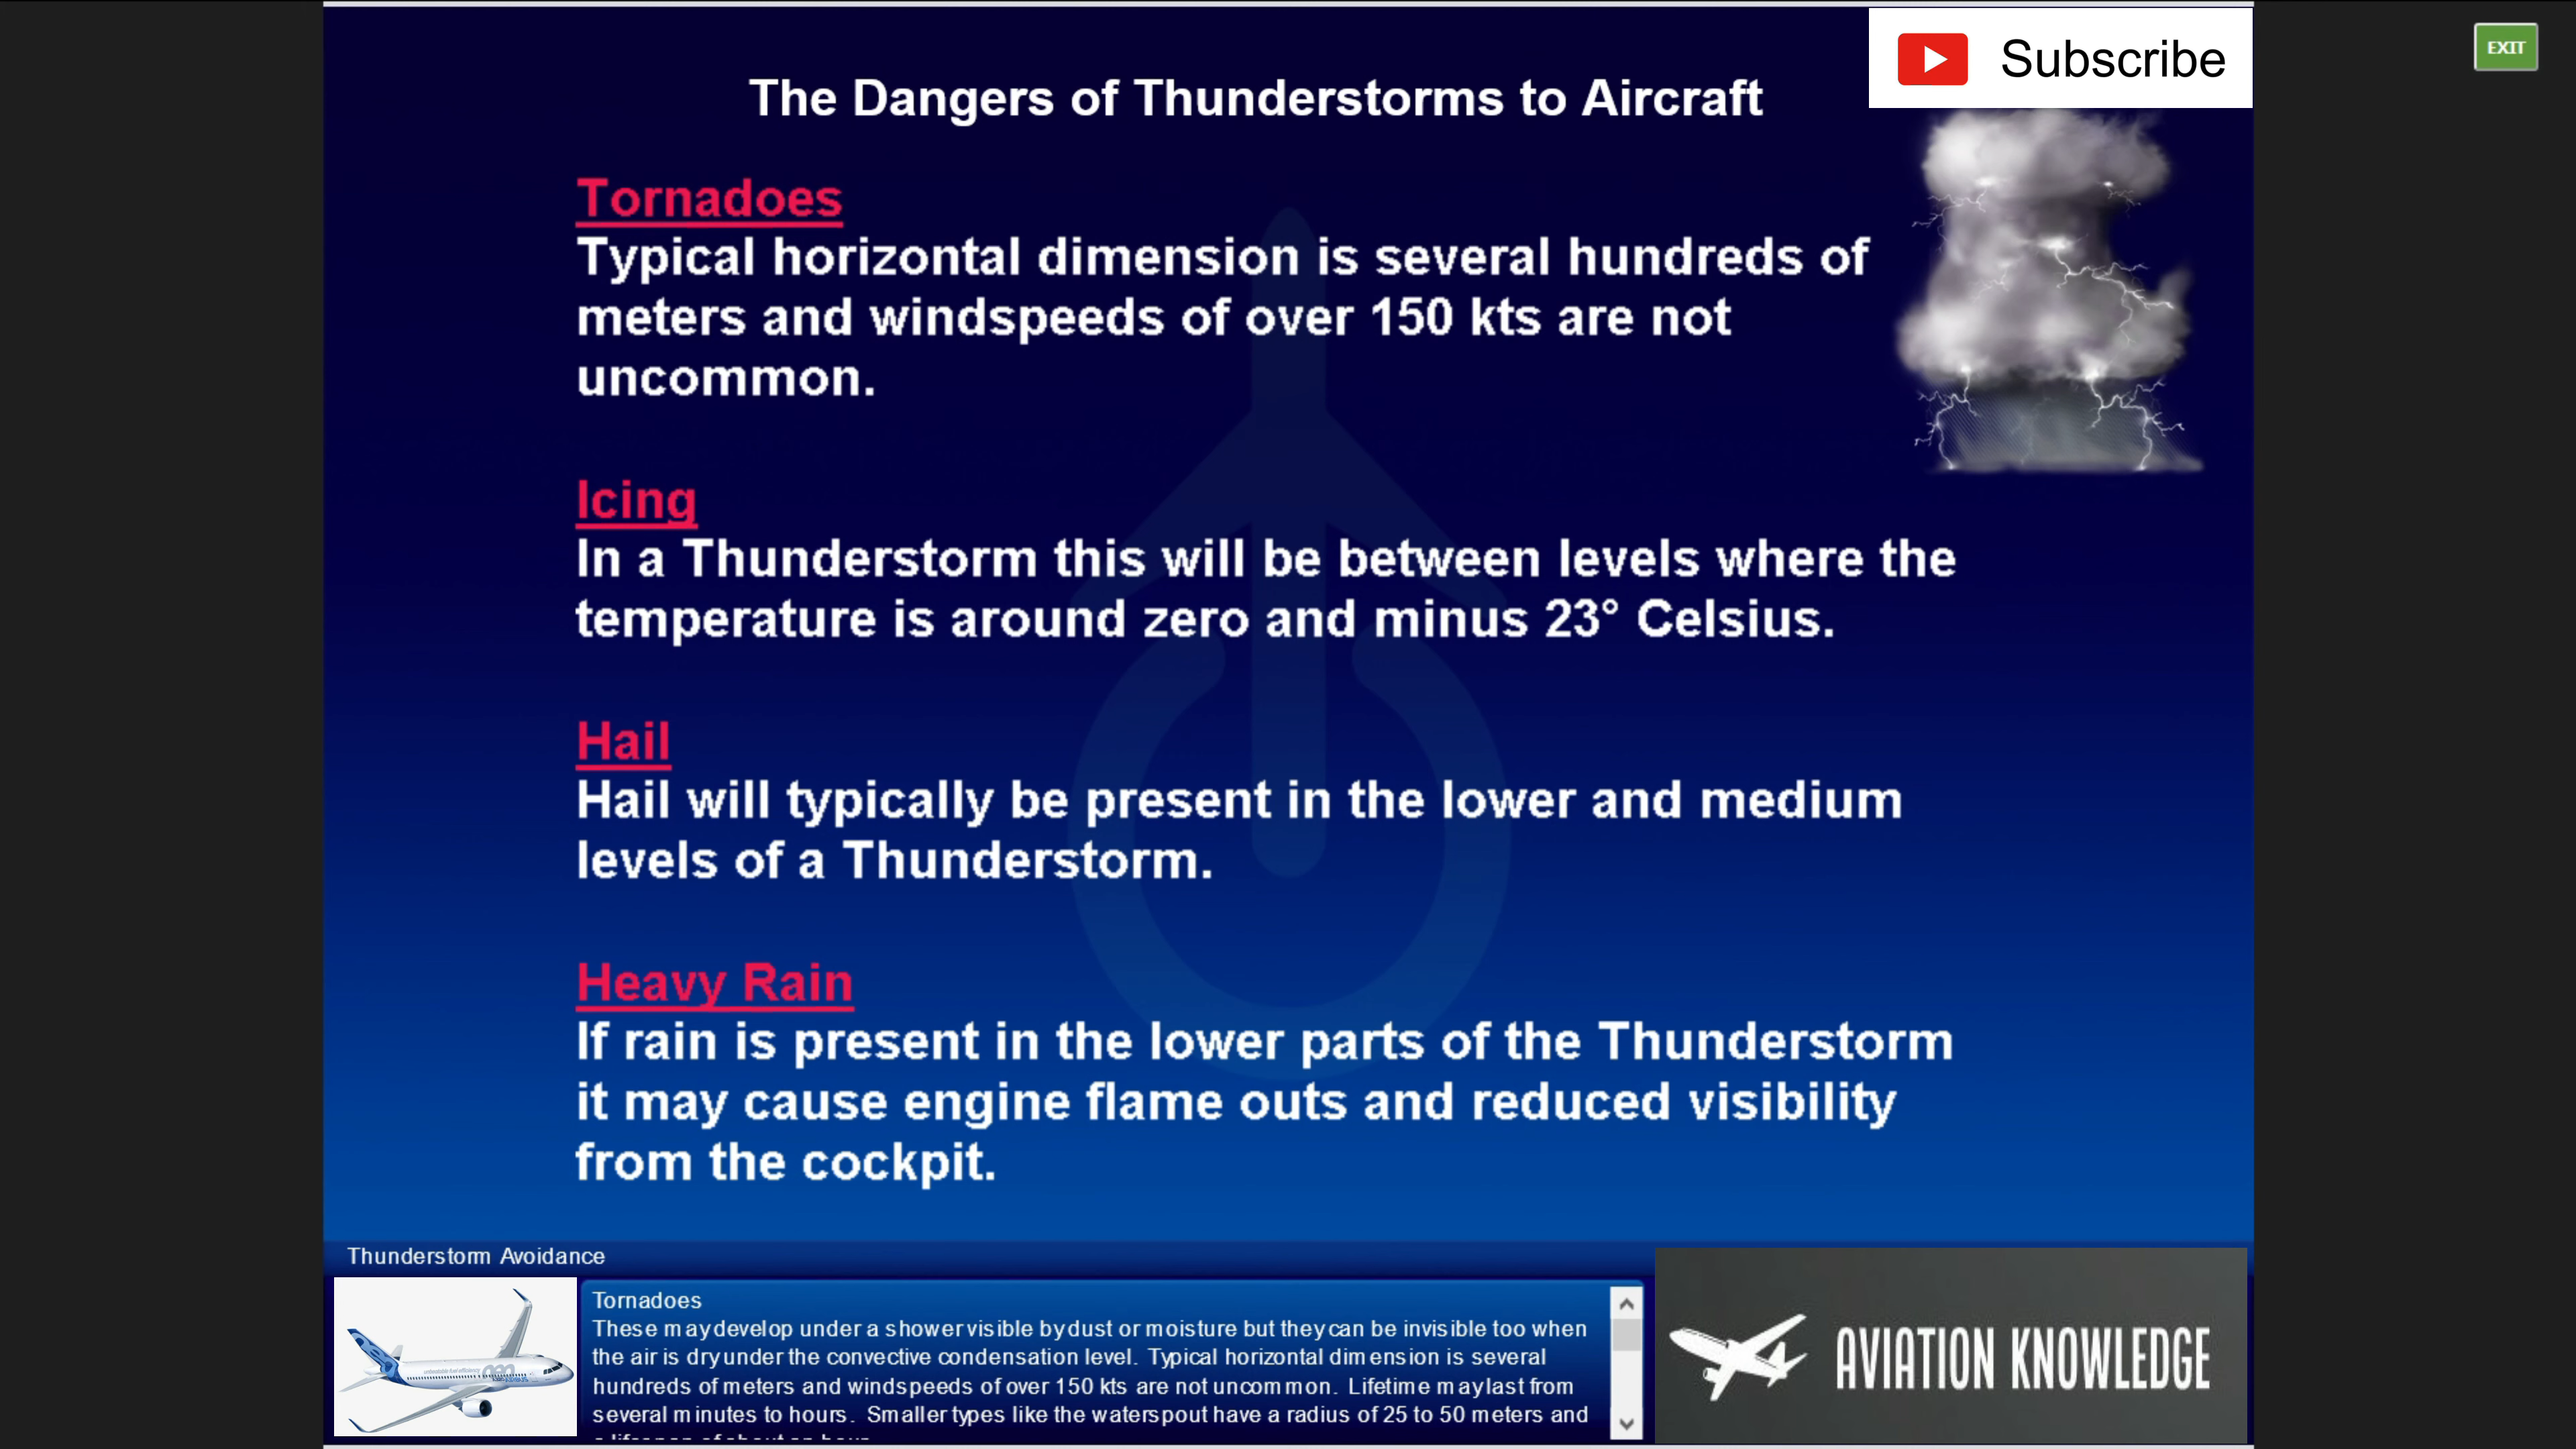 Subscribe
EXIT
The Dangers of Thunderstorms to Aircraft
Tornadoes
Typical horizontal dimension is several hundreds of
meters and windspeeds of over 150 kts are not
uncommon.
Icing
In a Thunderstorm this will be between levels where the
temperature is around zero and minus 23° Celsius.
Hail
Hail will typically be present in the lower and medium
levels of a Thunderstorm.
Heavy Rain
If rain is present in the lower parts of the Thunderstorm
it may cause engine flame outs and reduced visibility
from the cockpit.
Thunderstorm Avoidance
Tornadoes
These may develop under a shower visible by dust or moisture but they can be invisible too when
the air is dry under the convective condensation level. Typical horizontal dimension is several
hundreds of meters and windspeeds of over 150 kts are not uncommon. Lifetime may last from
several minutes to hours. Smaller types like the waterspout have a radius of 25 to 50 meters and
AVIATION KNOWLEDGE